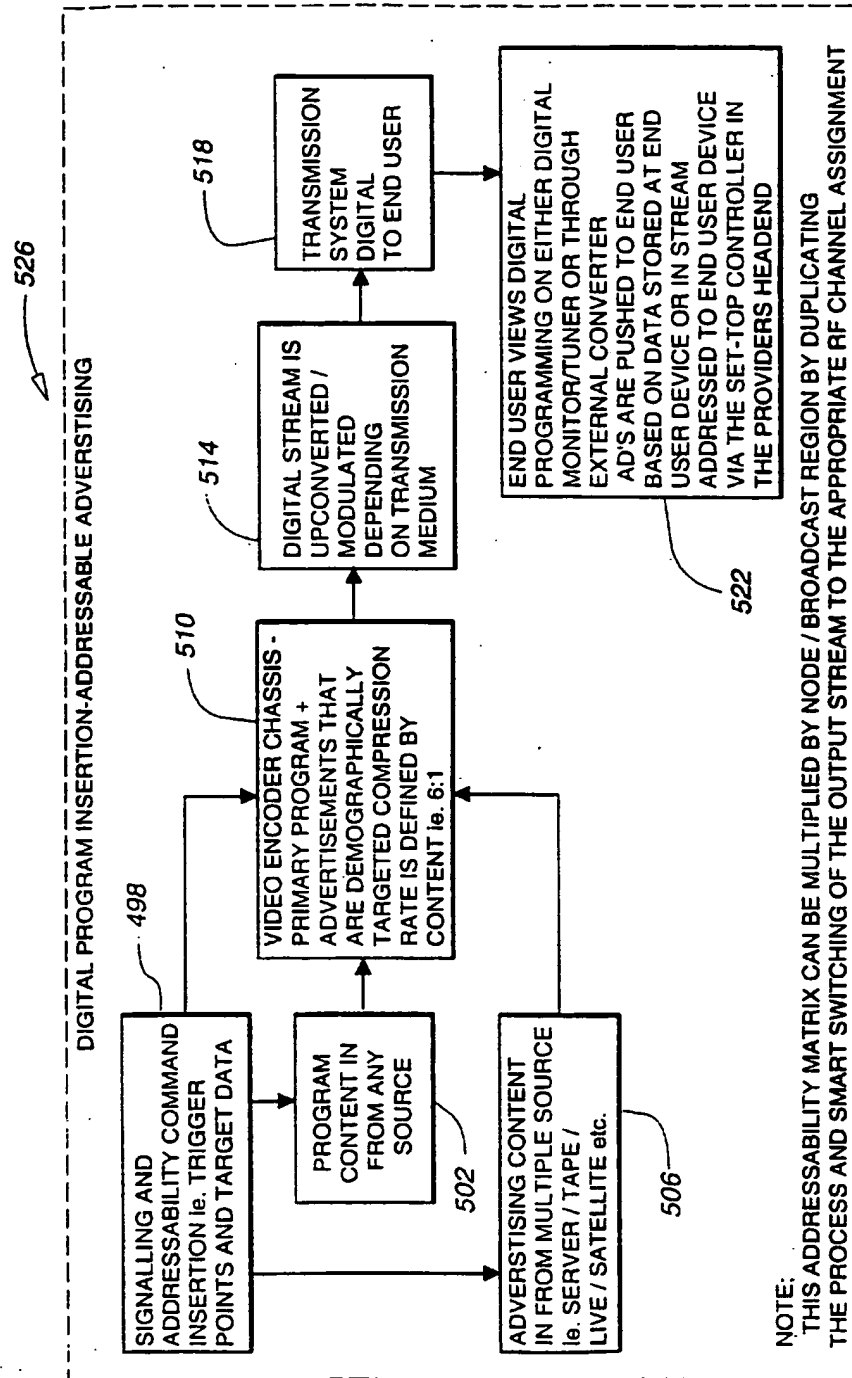 526
DIGITAL PROGRAM INSERTION-ADDRESSABLE ADVERSTISING
498
SIGNALLING AND
ADDRESSABILITY COMMAND
INSERTION ie. TRIGGER
POINTS AND TARGET DATA
PROGRAM
CONTENT IN
FROM ANY
SOURCE
502
ADVERSTISING CONTENT
IN FROM MULTIPLE SOURCE
ie. SERVER / TAPE /
LIVE / SATELLITE etc.
506
510
VIDEO ENCODER CHASSIS -
PRIMARY PROGRAM +
ADVERTISEMENTS THAT
ARE DEMOGRAPHICALLY
TARGETED COMPRESSION
RATE IS DEFINED BY
CONTENT ie. 6:1
514
DIGITAL STREAM IS
UPCONVERTED /
MODULATED
DEPENDING
ON TRANSMISSION
MEDIUM
518
TRANSMISSION
SYSTEM
DIGITAL
TO END USER
END USER VIEWS DIGITAL
PROGRAMMING ON EITHER DIGITAL
MONITOR/TUNER OR THROUGH
EXTERNAL CONVERTER
AD'S ARE PUSHED TO END USER
BASED ON DATA STORED AT END
USER DEVICE OR IN STREAM
ADDRESSED TO END USER DEVICE
VIA THE SET-TOP CONTROLLER IN
THE PROVIDERS HEADEND
522
NOTE:
THIS ADDRESSABILITY MATRIX CAN BE MULTIPLIED BY NODE / BROADCAST REGION BY DUPLICATING
THE PROCESS AND SMART SWITCHING OF THE OUTPUT STREAM TO THE APPROPRIATE RF CHANNEL ASSIGNMENT